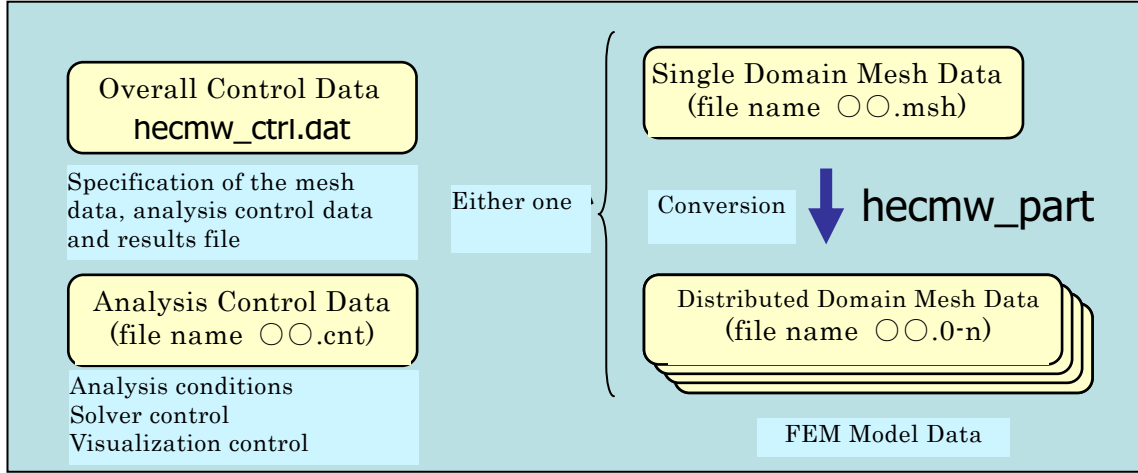 Overall Control Data
hecmw_ctrl.dat
Specification of the mesh
data, analysis control data
and results file
Analysis Control Data
(file name ○○.cnt)
Analysis conditions
Solver control
Visualization control
Either one
Single Domain Mesh Data
(file name ○○.msh)
Conversion
hecmw_part
Distributed Domain Mesh Data
(file name ○○.0-n)
FEM Model Data